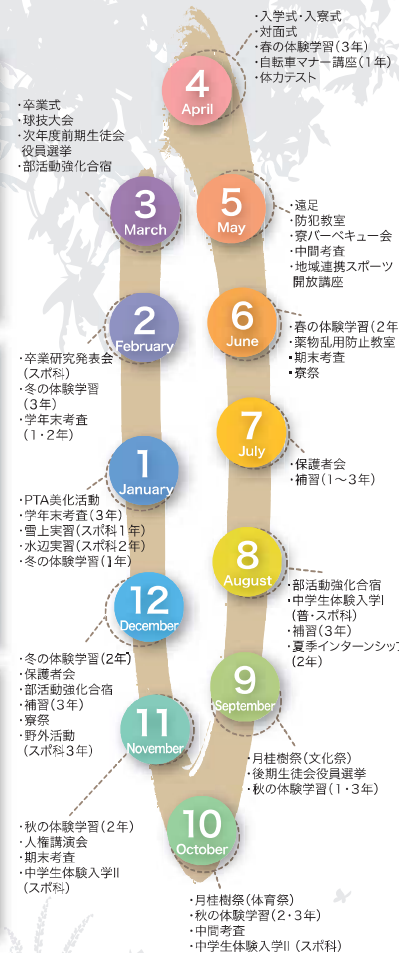 4
April
・入学式・入寮式
・対面式
・春の体験学習(3年)
・自転車マナー講座(1年)
・体力テスト
5
May
・遠足
・防犯教室
・寮バーベキュー会
・中間考査
・地域連携スポーツ
開放講座
6
June
・春の体験学習(2年
・薬物乱用防止教室
・期末考査
・寮祭
7
July
・保護者会
・補習(1〜3年)
8
August
・部活動強化合宿
・中学生体験入学I
(普・スポ科)
・補習(3年)
・夏季インターンシップ
(2年)
9
September
・月桂樹祭(文化祭)
・後期生徒会役員選挙
・秋の体験学習(1・3年)
10
October
・月桂樹祭(体育祭)
・秋の体験学習(2・3年)
・中間考査
・中学生体験入学II(スポ科)
11
November
・秋の体験学習(2年)
・人権講演会
・期末考査
・中学生体験入学II
(スポ科)
12
December
・冬の体験学習(2年)
・保護者会
・部活動強化合宿
・補習(3年)
・寮祭
・野外活動
(スポ科3年)
1
January
・PTA美化活動
・学年末考査(3年)
・雪上実習(スポ科1年)
・水辺実習(スポ科2年)
・冬の体験学習(1年)
2
February
・卒業研究発表会
(スポ科)
・冬の体験学習
(3年)
・学年末考査
(1・2年)
3
March
・卒業式
・球技大会
・次年度前期生徒会
役員選挙
・部活動強化合宿